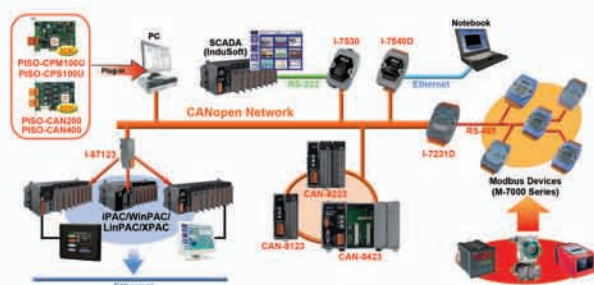 PISO-CPM100U
PISO-CPS100U
PISO-CAN200
PISO-CAN400
Plug-in
PC
SCADA
(InduSoft)
I-7530
I-7540D
Notebook
RS-232
Ethernet
CANopen Network
I-87123
I-7231D
RS-485
iPAC/WinPAC/
LinPAC/XPAC
CAN-8223
CAN-8123
CAN-8423
Modbus Devices
(M-7000 Series)
Ethernet